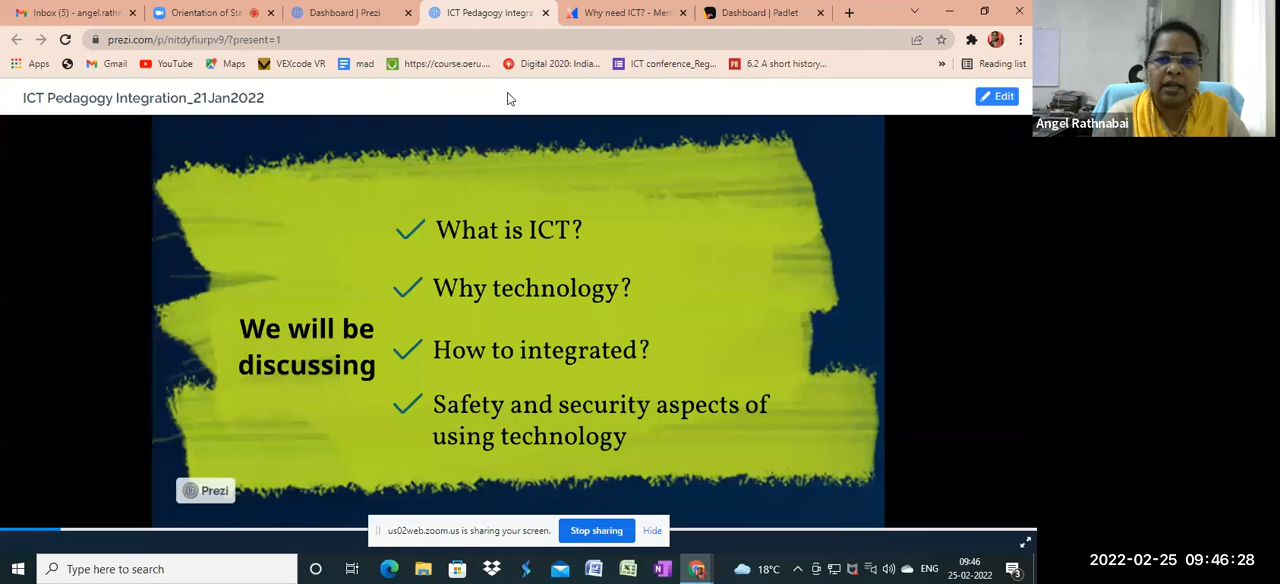 Inbox (5) - angel.rathn
Orientation of Sta
Dashboard | Prezi
ICT Pedagogy Integra
Why need ICT? - Men
Dashboard | Padlet
prezi.com/p/nitdyfiurpv9/?present=1
Apps
Gmail
YouTube
Maps
VEXcode VR
mad
https://course.oeru....
Digital 2020: India...
ICT conference_Reg...
6.2 A short history...
»
Reading list
ICT Pedagogy Integration_21Jan2022
Edit
Angel Rathnabai
We will be
discussing
What is ICT?
Why technology?
How to integrated?
Safety and security aspects of
using technology
Prezi
us02web.zoom.us is sharing your screen.
Stop sharing
Hide
Type here to search
18°C
ENG
09:46
25-02-2022
3
2022-02-25 09:46:28